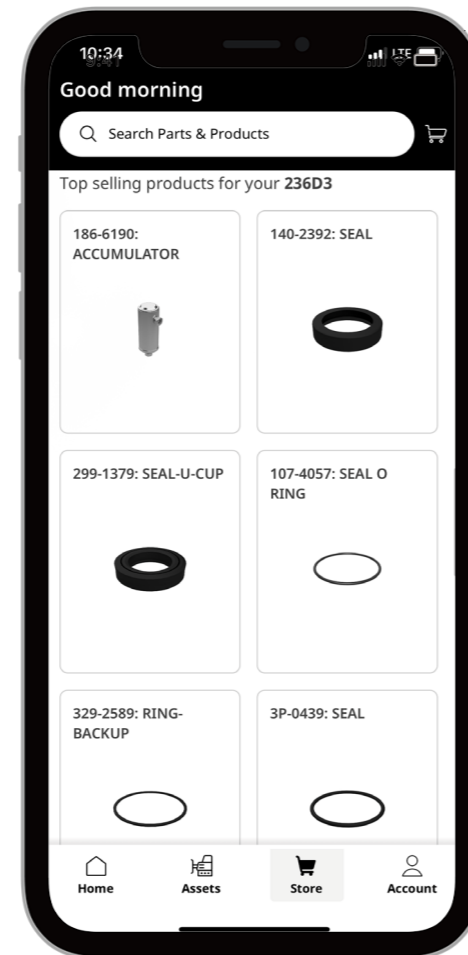 10:34
LTE
Good morning
Search Parts & Products
Top selling products for your 236D3
186-6190:
ACCUMULATOR
140-2392: SEAL
299-1379: SEAL-U-CUP
107-4057: SEAL O
RING
329-2589: RING-
BACKUP
3P-0439: SEAL
Home
Assets
Store
Account